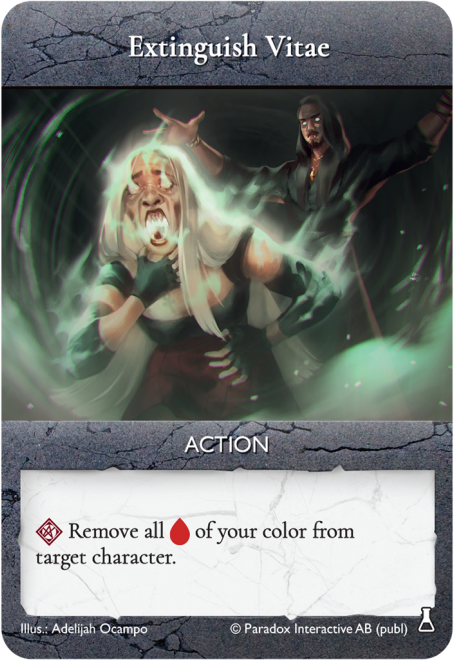 Extinguish Vitae
ACTION
Remove all of your color from
target character.
Illus.: Adelijah Ocampo © Paradox Interactive AB (publ)